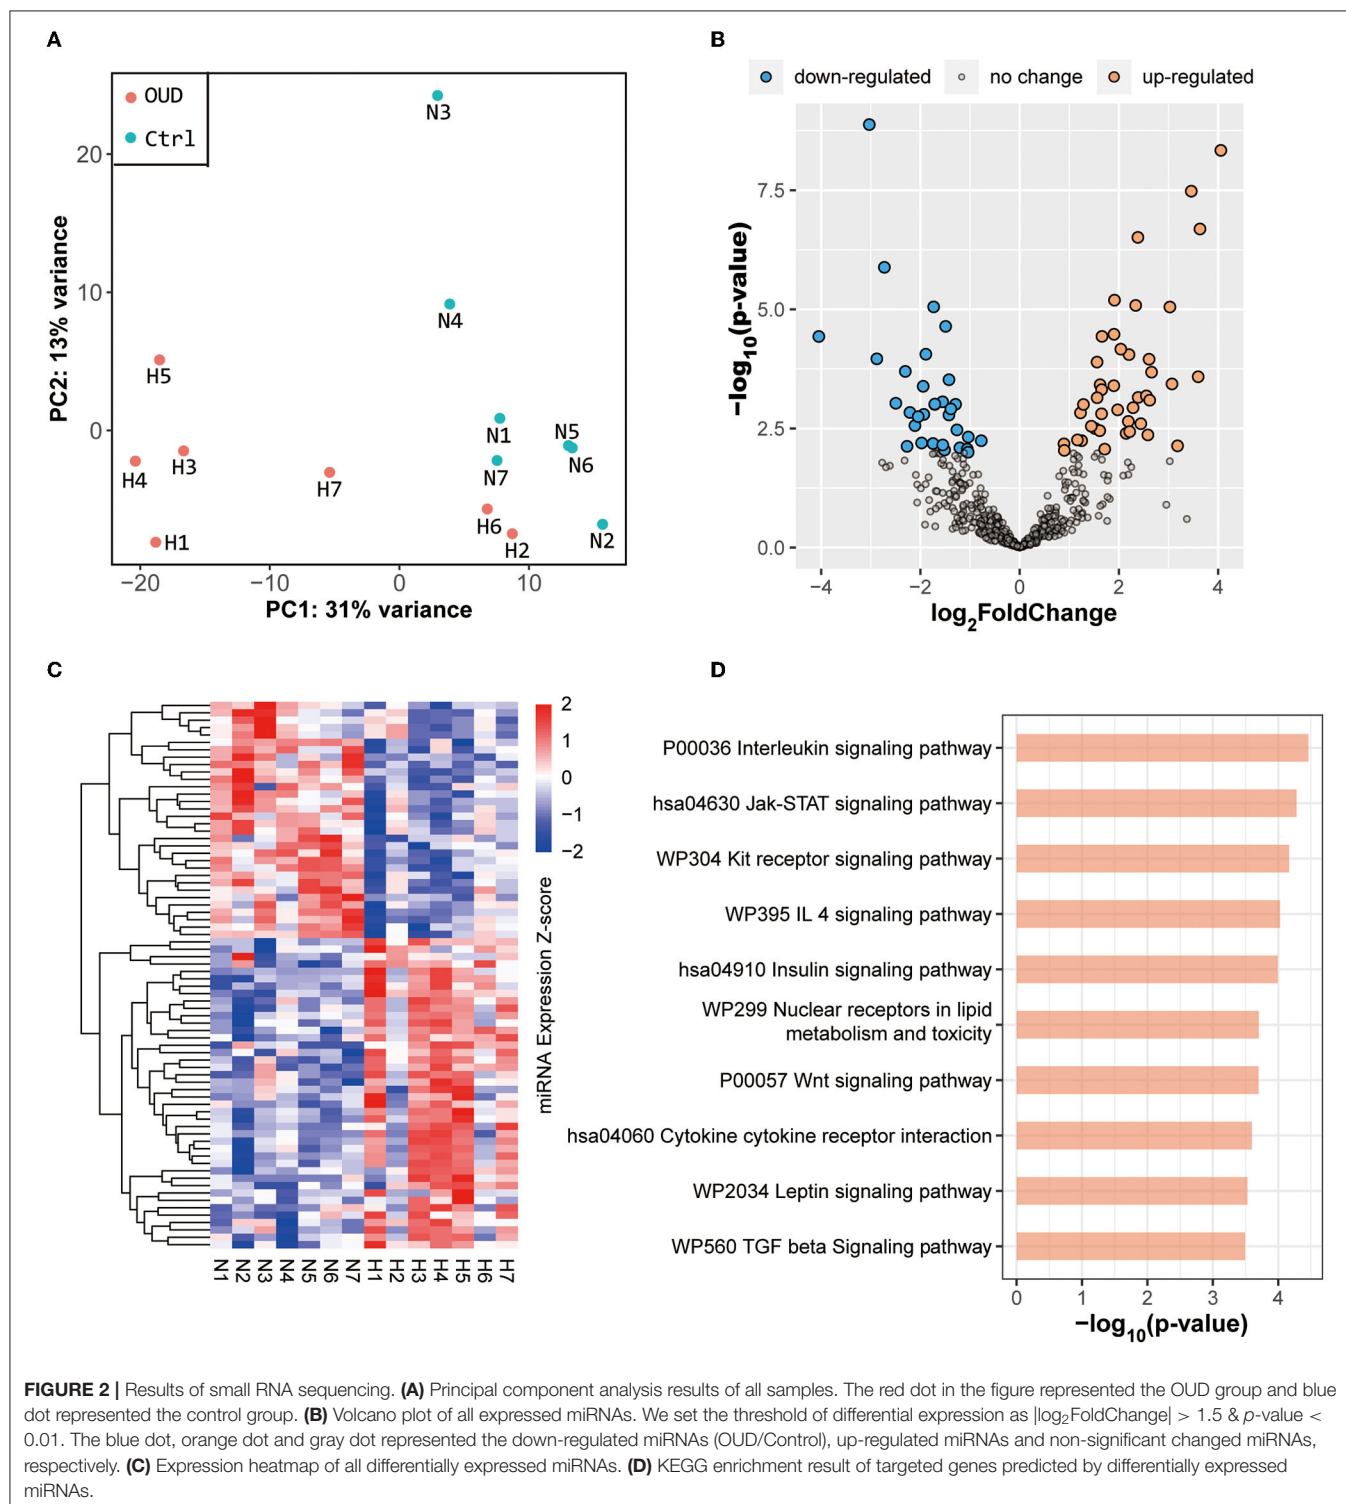 A
OUD
Ctrl
N3
N4
H5
N1
N5
N6
N7
H3
H4
H7
H6
H2
N2
H1
20
10
0
−20
−10
0
10
PC2: 13% variance
PC1: 31% variance
B
down-regulated
no change
up-regulated
7.5
5.0
2.5
0.0
−4
−2
0
2
4
−log10(p-value)
log2FoldChange
C
2
1
0
−1
−2
miRNA Expression Z-score
N1
N2
N3
N4
N5
N6
N7
H1
H2
H3
H4
H5
H6
H7
D
P00036 Interleukin signaling pathway
hsa04630 Jak-STAT signaling pathway
WP304 Kit receptor signaling pathway
WP395 IL 4 signaling pathway
hsa04910 Insulin signaling pathway
WP299 Nuclear receptors in lipid
metabolism and toxicity
P00057 Wnt signaling pathway
hsa04060 Cytokine cytokine receptor interaction
WP2034 Leptin signaling pathway
WP560 TGF beta Signaling pathway
0
1
2
3
4
−log10(p-value)
FIGURE 2 | Results of small RNA sequencing. (A) Principal component analysis results of all samples. The red dot in the figure represented the OUD group and blue
dot represented the control group. (B) Volcano plot of all expressed miRNAs. We set the threshold of differential expression as |log2FoldChange| > 1.5 & p-value <
0.01. The blue dot, orange dot and gray dot represented the down-regulated miRNAs (OUD/Control), up-regulated miRNAs and non-significant changed miRNAs,
respectively. (C) Expression heatmap of all differentially expressed miRNAs. (D) KEGG enrichment result of targeted genes predicted by differentially expressed
miRNAs.